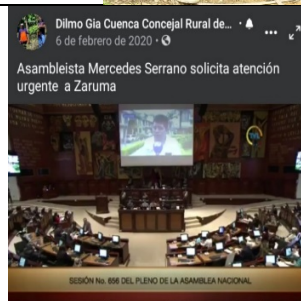 Dilmo Gia Cuenca Concejal Rural de...
6 de febrero de 2020
Asambleista Mercedes Serrano solicita atención
urgente a Zaruma
SESIÓN No. 656 DEL PLENO DE LA ASAMBLEA NACIONAL